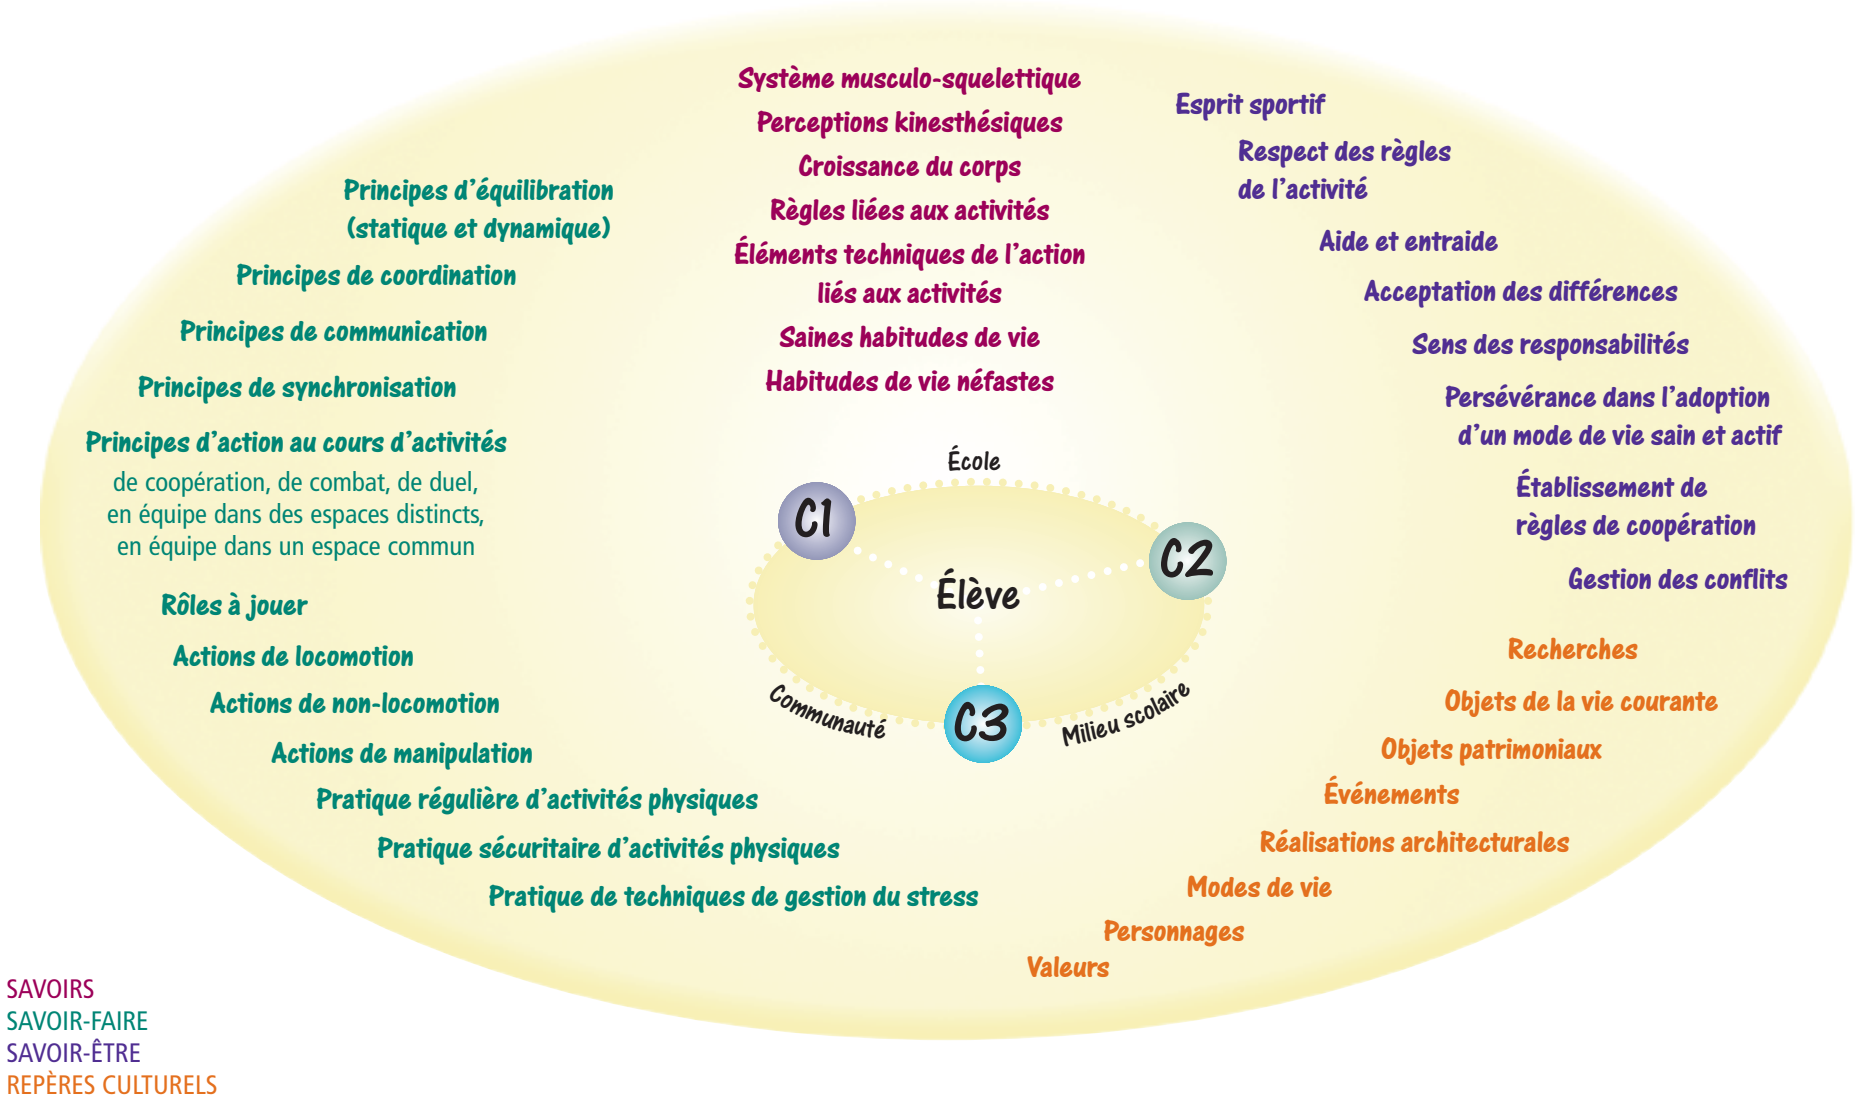 Système musculo-squelettique
Perceptions kinesthésiques
Croissance du corps
Règles liées aux activités
Éléments techniques de l'action
liés aux activités
Saines habitudes de vie
Habitudes de vie néfastes
Esprit sportif
Respect des règles
de l'activité
Aide et entraide
Acceptation des différences
Sens des responsabilités
Persévérance dans l'adoption
d'un mode de vie sain et actif
Établissement de
règles de coopération
Gestion des conflits
Principes d'équilibration
(statique et dynamique)
Principes de coordination
Principes de communication
Principes de synchronisation
Principes d'action au cours d'activités
de coopération, de combat, de duel,
en équipe dans des espaces distincts,
en équipe dans un espace commun
Rôles à jouer
Actions de locomotion
Actions de non-locomotion
Actions de manipulation
Pratique régulière d'activités physiques
Pratique sécuritaire d'activités physiques
Pratique de techniques de gestion du stress
École
C1
C2
Élève
C3
Communauté
Milieu scolaire
Recherches
Objets de la vie courante
Objets patrimoniaux
Événements
Réalisations architecturales
Modes de vie
Personnages
Valeurs
SAVOIRS
SAVOIR-FAIRE
SAVOIR-ÊTRE
REPÈRES CULTURELS